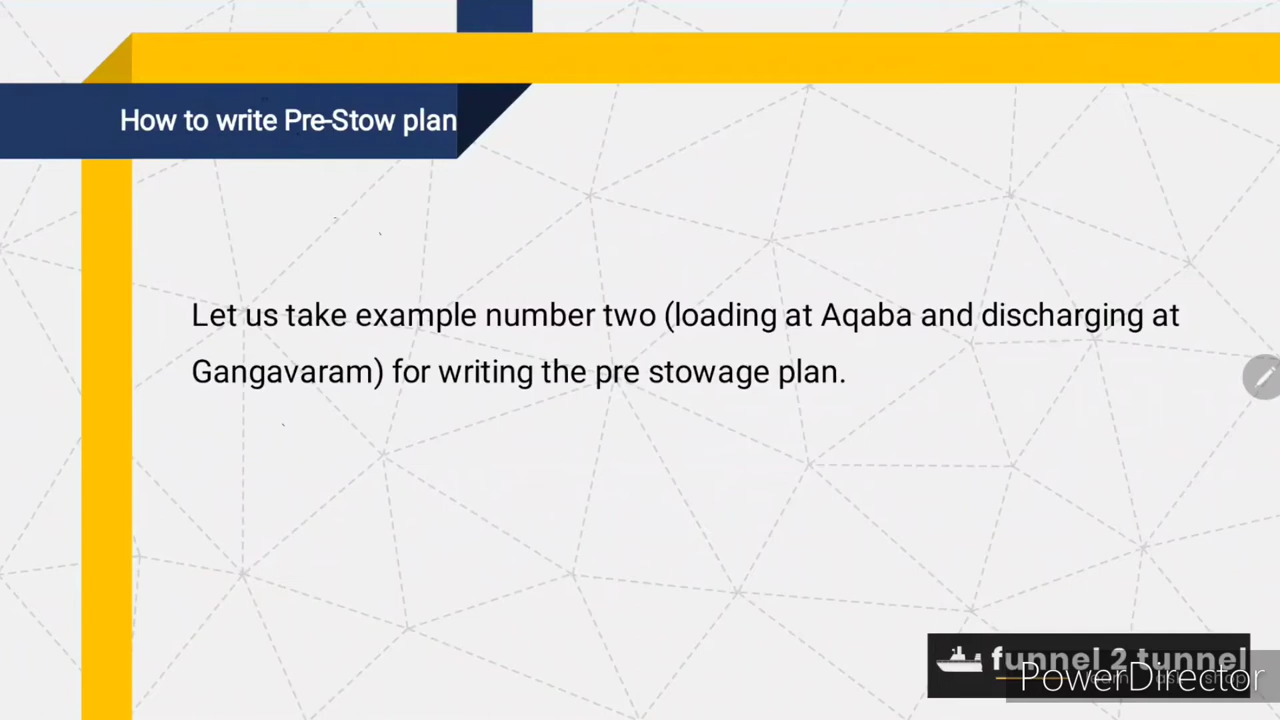 How to write Pre-Stow plan
Let us take example number two (loading at Aqaba and discharging at
Gangavaram) for writing the pre stowage plan.
funnel 2 tunnel
PowerDirector